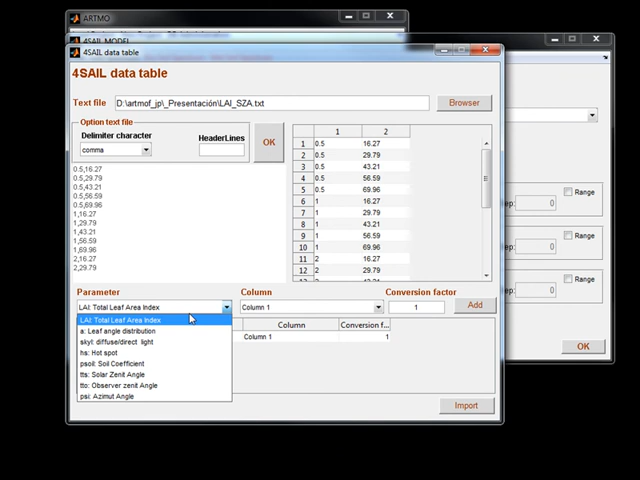 ARTMO
4SAIL MODEL
4SAIL data table
4SAIL data table
Text file
D:\artmof_jp\_Presentación\LAI_SZA.txt
Browser
Option text file
Delimiter character
HeaderLines
comma
OK
0.5,16.27
0.5,29.79
0.5,43.21
0.5,56.59
0.5,69.96
1,16.27
1,29.79
1,43.21
1,56.59
1,69.96
2,16.27
2,29.79
1 2
1 0.5 16.27
2 0.5 29.79
3 0.5 43.21
4 0.5 56.59
5 0.5 69.96
6 1 16.27
7 1 29.79
8 1 43.21
9 1 56.59
10 1 69.96
11 2 16.27
12 2 29.79
Parameter
Column
Conversion factor
LAI: Total Leaf Area Index
Column 1
1
Add
LAI: Total Leaf Area Index
a: Leaf angle distribution
skyl: diffuse/direct light
hs: Hot spot
psoil: Soil Coefficient
tts: Solar Zenit Angle
tto: Observer zenit Angle
psi: Azimut Angle
Column
Conversion f...
Column 1
1
Import
Range
0
Range
0
Range
0
OK